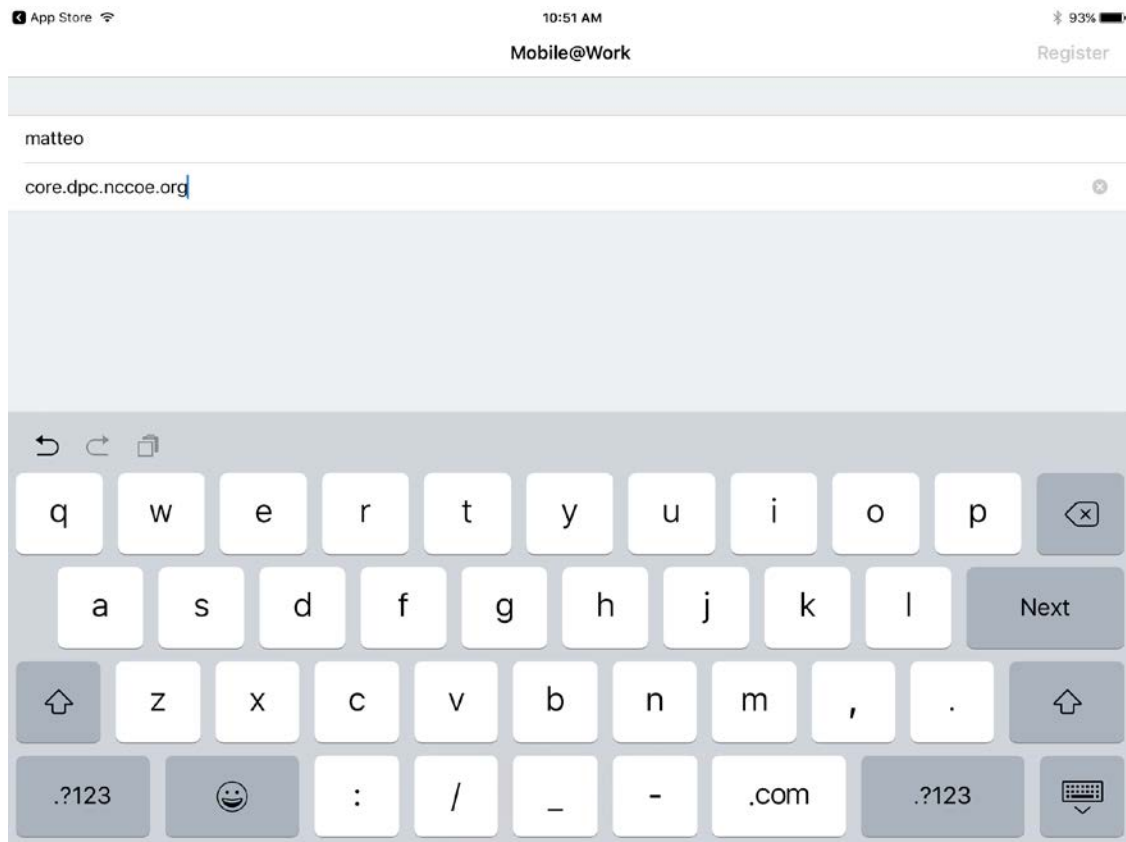 App Store 10:51 AM 93%
Mobile@Work Register
matteo
core.dpc.nccoe.org
q w e r t y u i o p
a s d f g h j k l Next
z x c v b n m , .
.?123 : / _ - .com .?123